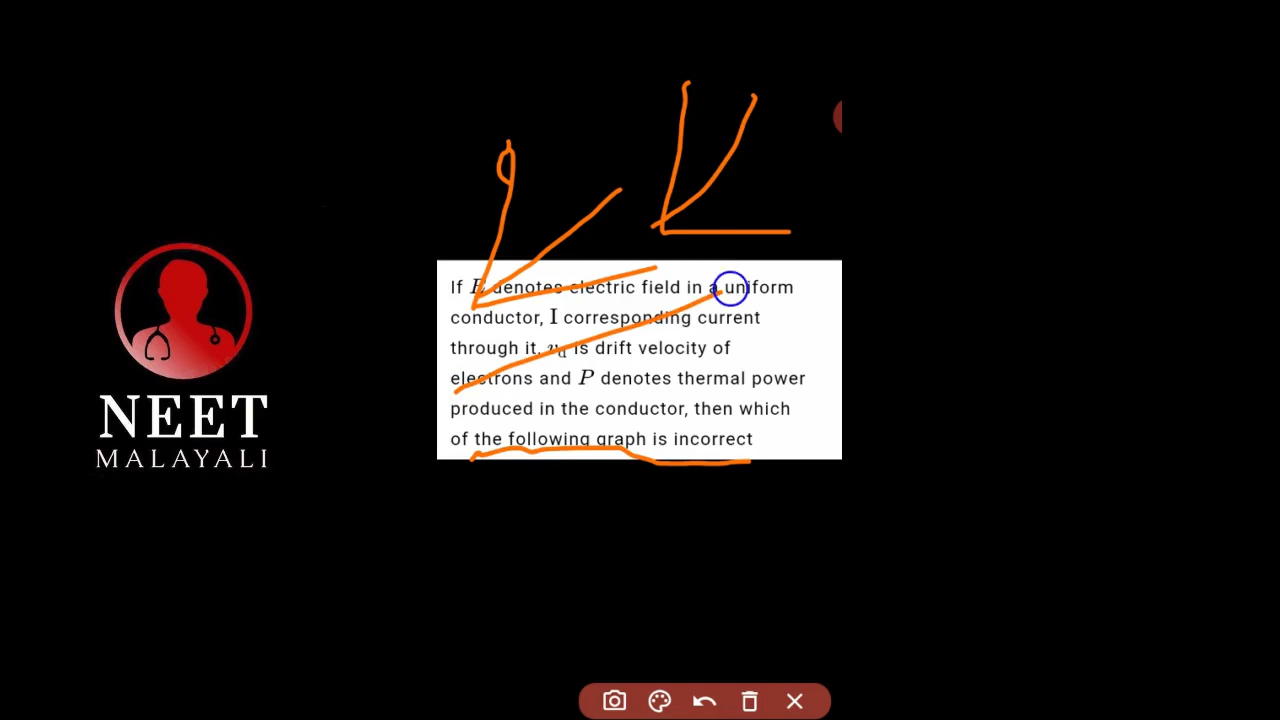 If E denotes electric field in a uniform
conductor, I corresponding current
through it, v_d is drift velocity of
electrons and P denotes thermal power
produced in the conductor, then which
of the following graph is incorrect
NEET
MALAYALI